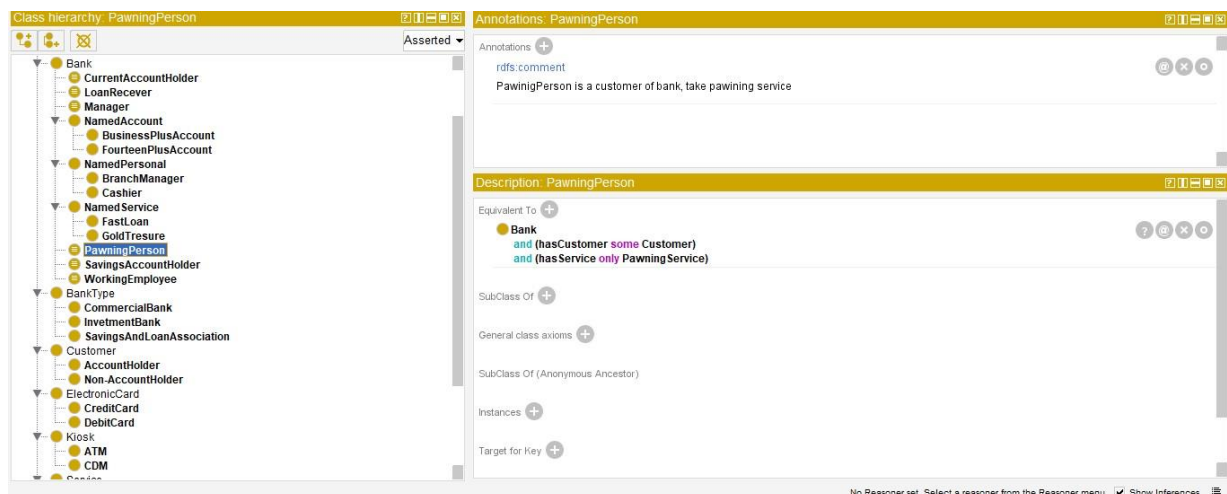 Class hierarchy: PawningPerson
Asserted
Bank
CurrentAccountHolder
LoanRecever
Manager
NamedAccount
BusinessPlusAccount
FourteenPlusAccount
NamedPersonal
BranchManager
Cashier
NamedService
FastLoan
GoldTresure
PawningPerson
SavingsAccountHolder
WorkingEmployee
BankType
CommercialBank
InvetmentBank
SavingsAndLoanAssociation
Customer
AccountHolder
Non-AccountHolder
ElectronicCard
CreditCard
DebitCard
Kiosk
ATM
CDM
Service
Annotations: PawningPerson
Annotations
rdfs:comment
PawinigPerson is a customer of bank, take pawining service
Description: PawningPerson
Equivalent To
Bank
and (hasCustomer some Customer)
and (hasService only PawningService)
SubClass Of
General class axioms
SubClass Of (Anonymous Ancestor)
Instances
Target for Key
No Reasoner set. Select a reasoner from the Reasoner menu
Show Inferences